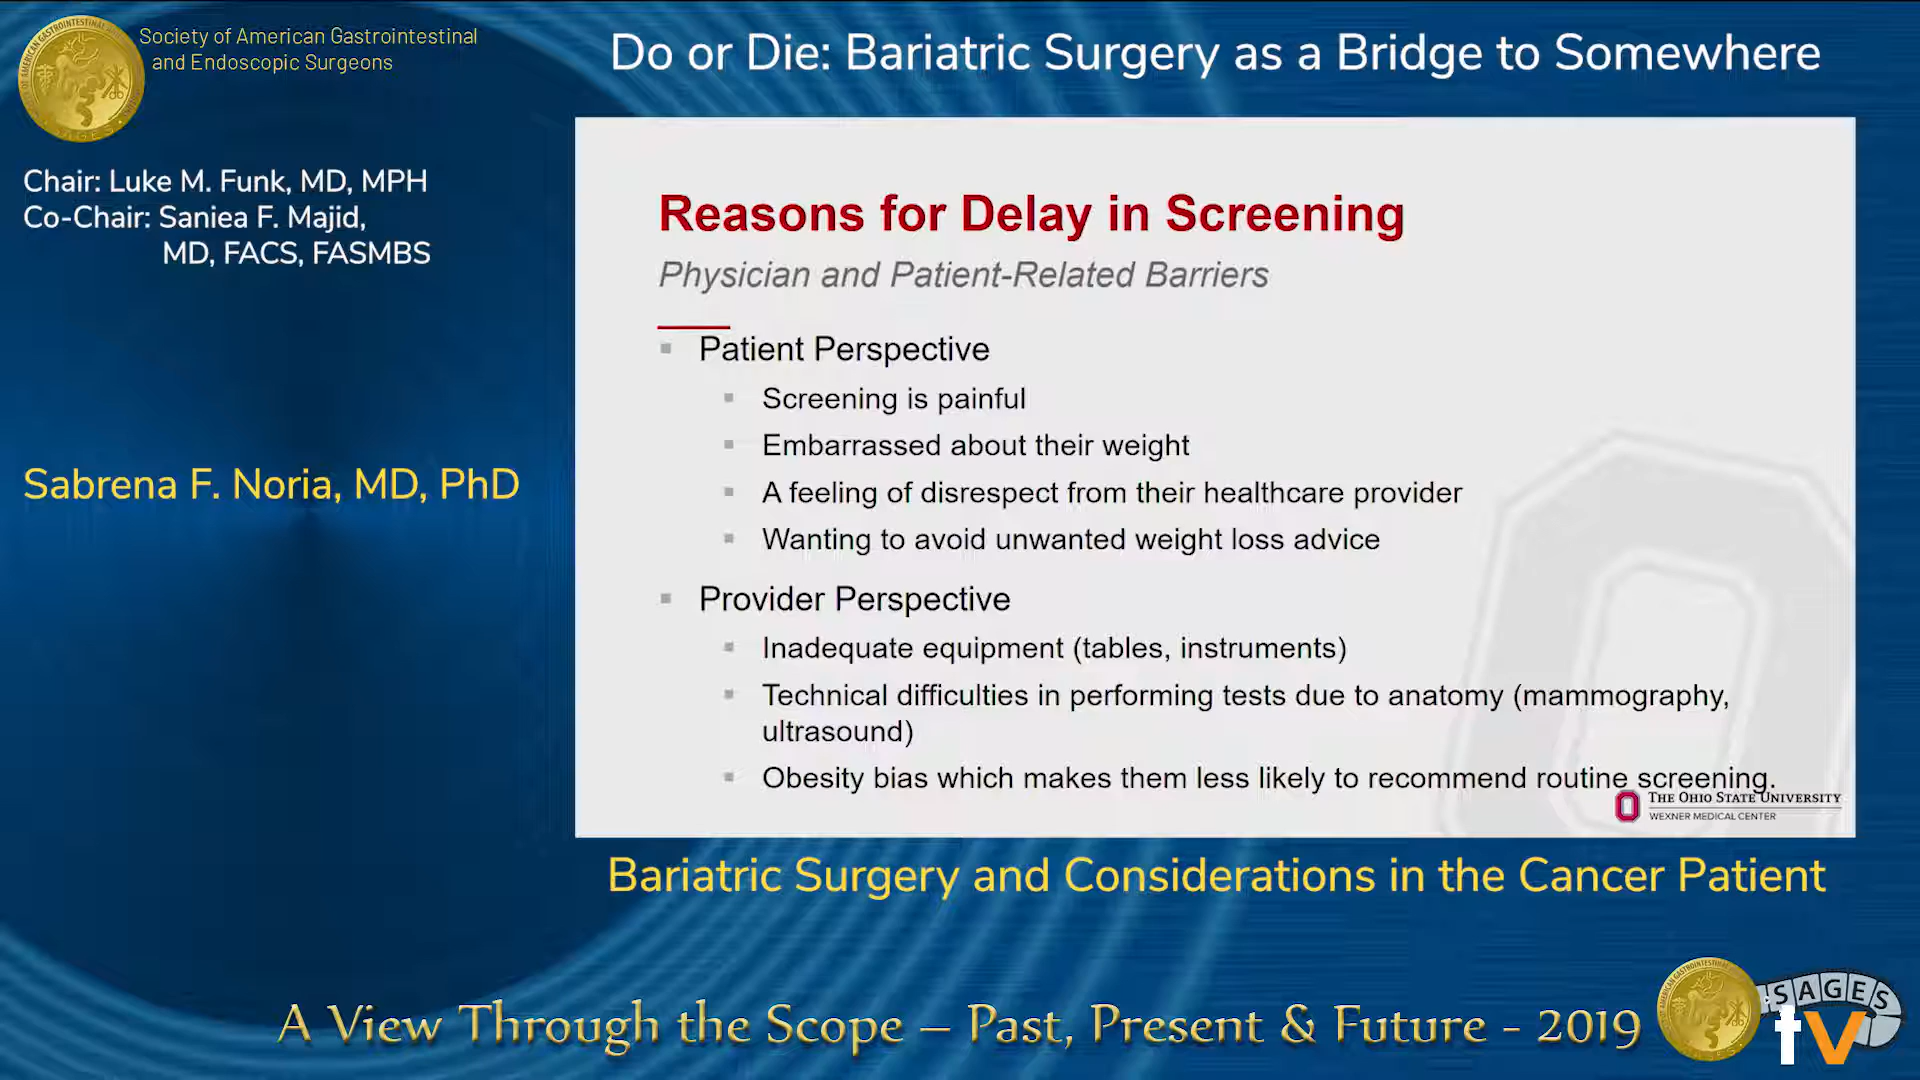 Society of American Gastrointestinal
and Endoscopic Surgeons
Do or Die: Bariatric Surgery as a Bridge to Somewhere
Chair: Luke M. Funk, MD, MPH
Co-Chair: Saniea F. Majid,
MD, FACS, FASMBS
Sabrena F. Noria, MD, PhD
Reasons for Delay in Screening
Physician and Patient-Related Barriers
Patient Perspective
Screening is painful
Embarrassed about their weight
A feeling of disrespect from their healthcare provider
Wanting to avoid unwanted weight loss advice
Provider Perspective
Inadequate equipment (tables, instruments)
Technical difficulties in performing tests due to anatomy (mammography,
ultrasound)
Obesity bias which makes them less likely to recommend routine screening.
THE OHIO STATE UNIVERSITY
WEXNER MEDICAL CENTER
Bariatric Surgery and Considerations in the Cancer Patient
A View Through the Scope – Past, Present & Future - 2019
SAGES
tv